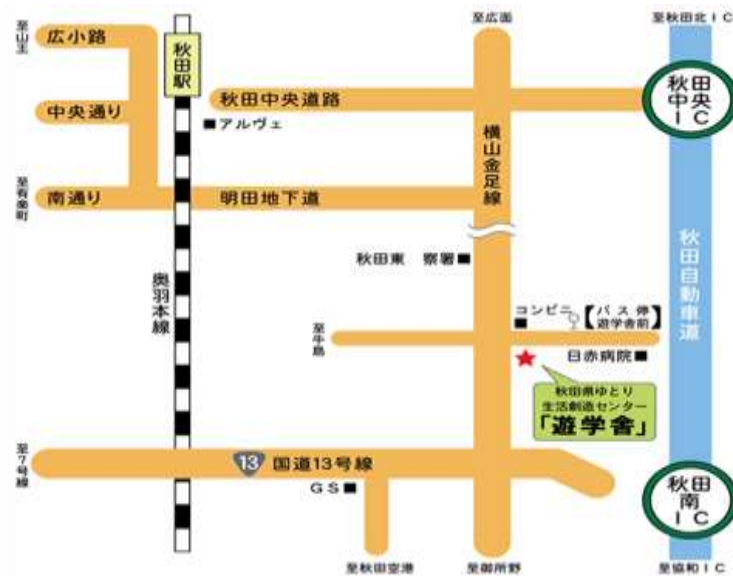 至広面
至秋田北IC
至山王
広小路
秋田駅
秋田中央道路
秋田中央IC
中央通り
アルヴェ
横山金足線
至有楽町
南通り
明田地下道
秋田自動車道
秋田東 察署
奥羽本線
コンビニ
【バス停
遊学舎前】
至牛島
日赤病院
秋田県ゆとり
生活創造センター
「遊学舎」
至7号線
13
国道13号線
GS
秋田南IC
至秋田空港
至御所野
至協和IC